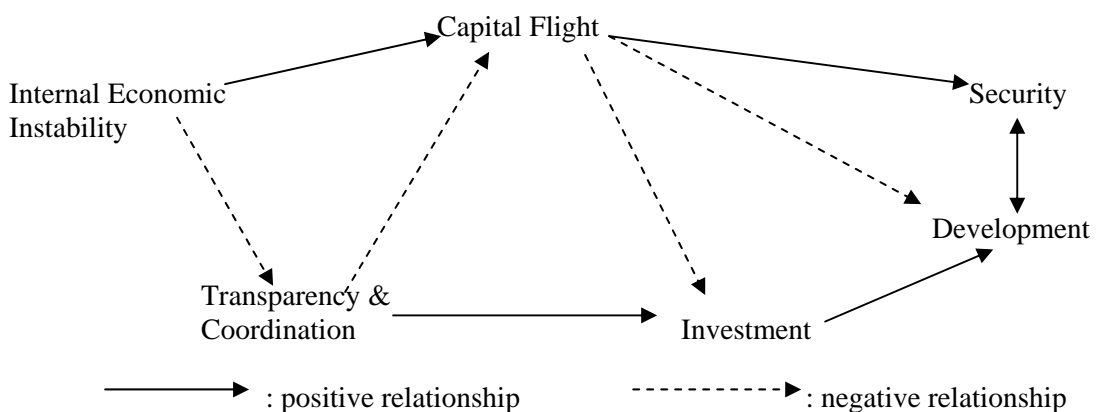 Capital Flight
Internal Economic
Instability
Security
Development
Transparency &
Coordination
Investment
: positive relationship
: negative relationship